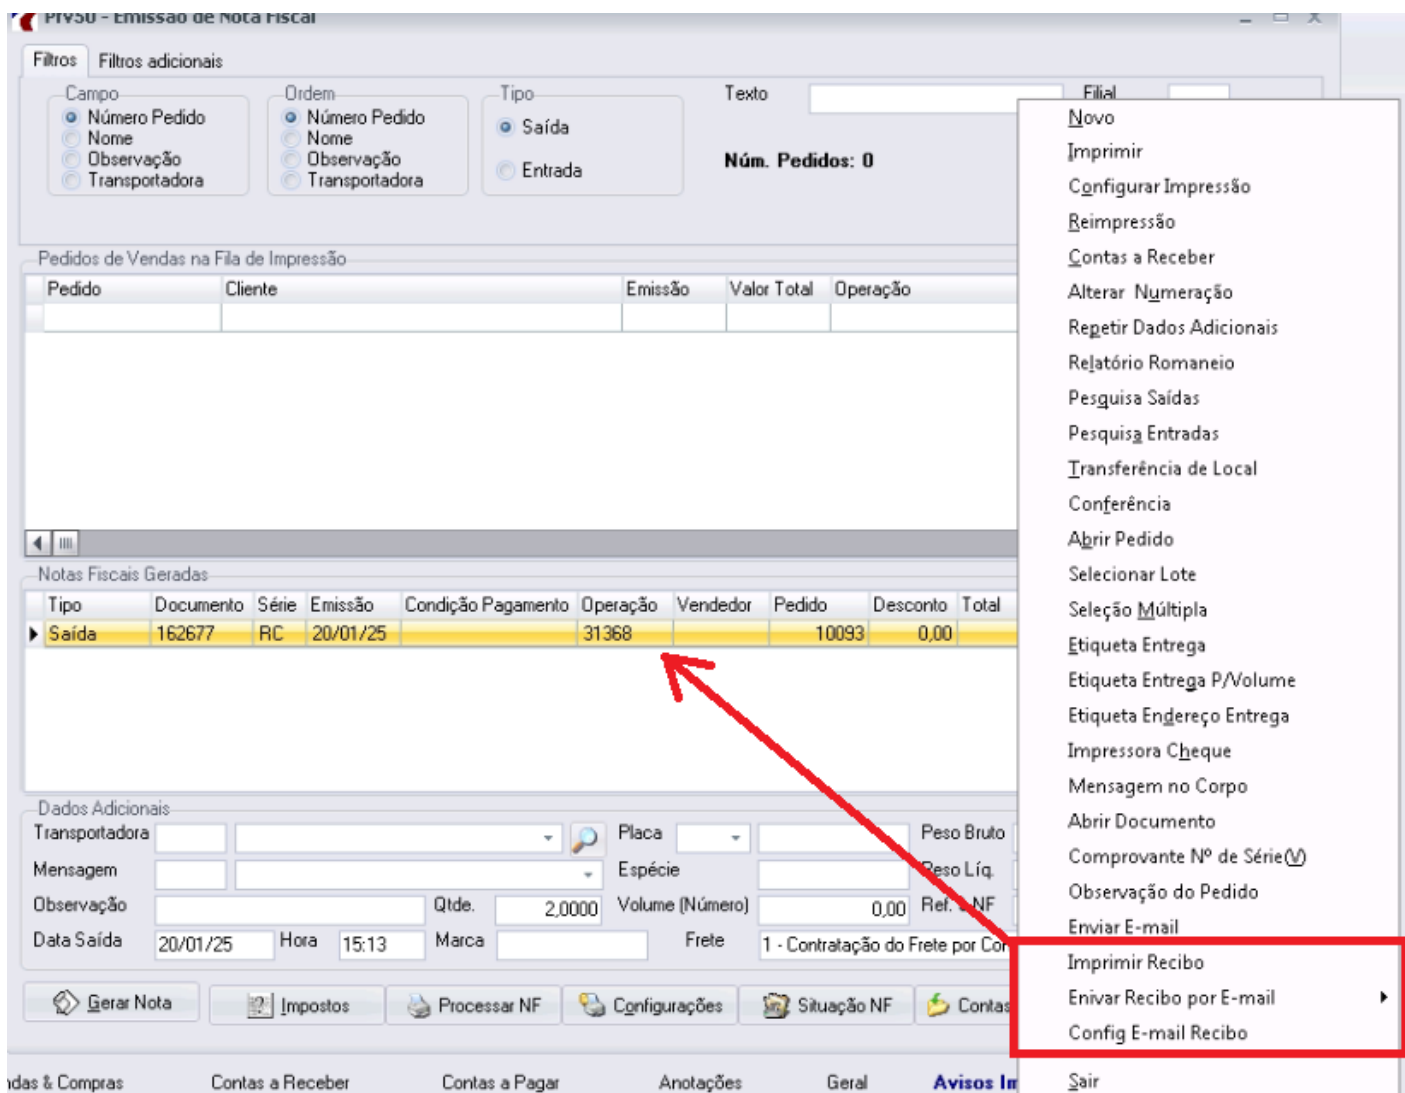 PIV50 - Emissão de Nota Fiscal
Filtros Filtros adicionais
Campo
Número Pedido
Nome
Observação
Transportadora
Ordem
Número Pedido
Nome
Observação
Transportadora
Tipo
Saída
Entrada
Texto
Núm. Pedidos: 0
Filial
Pedidos de Vendas na Fila de Impressão
Pedido Cliente Emissão Valor Total Operação
Notas Fiscais Geradas
Tipo Documento Série Emissão Condição Pagamento Operação Vendedor Pedido Desconto Total
Saída 162677 RC 20/01/25 31368 10093 0,00
Dados Adicionais
Transportadora Placa Peso Bruto
Mensagem Espécie Peso Líq.
Observação Qtde. 2,0000 Volume (Número) 0,00 Ref. NF
Data Saída 20/01/25 Hora 15:13 Marca Frete 1 - Contratação do Frete por Con
Gerar Nota Impostos Processar NF Configurações Situação NF Contas
ndas & Compras Contas a Receber Contas a Pagar Anotações Geral Avisos Im
Novo
Imprimir
Configurar Impressão
Reimpressão
Contas a Receber
Alterar Numeração
Repetir Dados Adicionais
Relatório Romaneio
Pesquisa Saídas
Pesquisa Entradas
Transferência de Local
Conferência
Abrir Pedido
Selecionar Lote
Seleção Múltipla
Etiqueta Entrega
Etiqueta Entrega P/Volume
Etiqueta Endereço Entrega
Impressora Cheque
Mensagem no Corpo
Abrir Documento
Comprovante Nº de Série(V)
Observação do Pedido
Enviar E-mail
Imprimir Recibo
Enivar Recibo por E-mail
Config E-mail Recibo
Sair